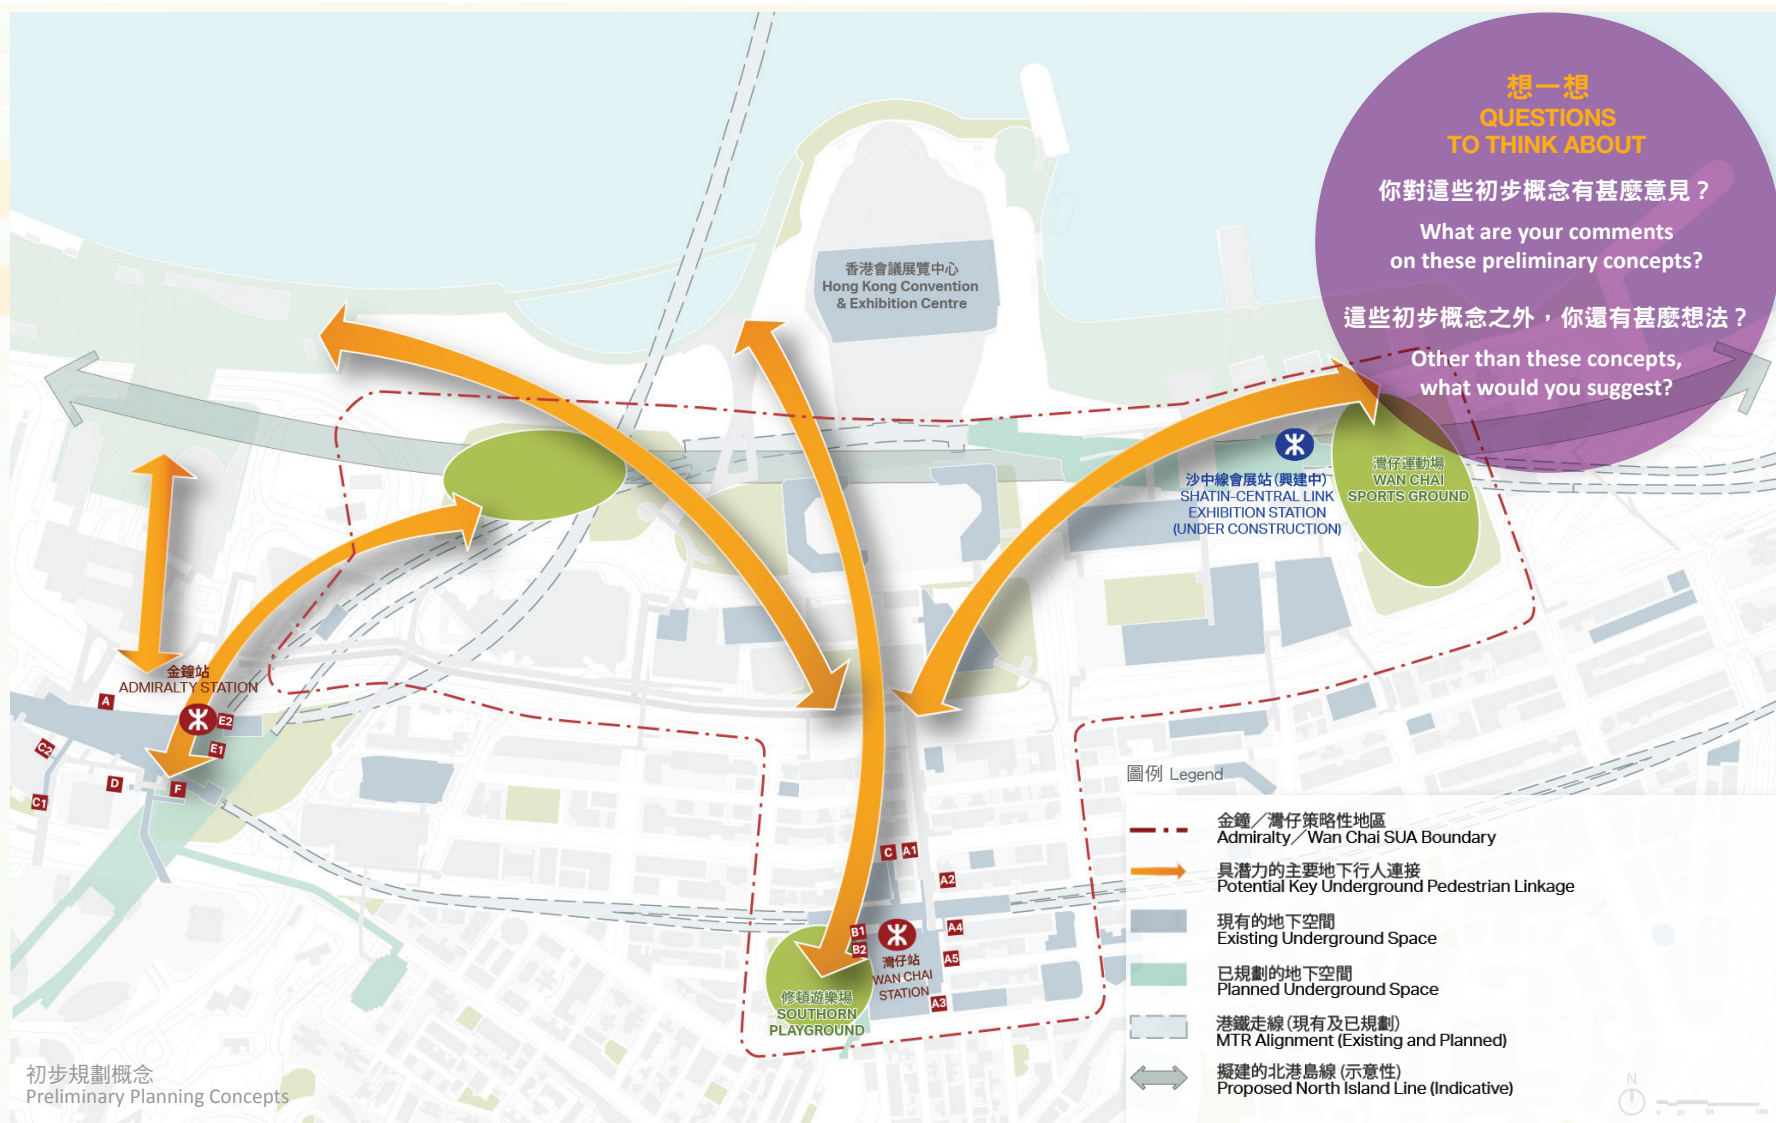 想一想
QUESTIONS
TO THINK ABOUT
你對這些初步概念有甚麼意見？
What are your comments
on these preliminary concepts?
這些初步概念之外，你還有甚麼想法？
Other than these concepts,
what would you suggest?
香港會議展覽中心
Hong Kong Convention
& Exhibition Centre
沙中線會展站(興建中)
SHATIN-CENTRAL LINK
EXHIBITION STATION
(UNDER CONSTRUCTION)
灣仔運動場
WAN CHAI
SPORTS GROUND
金鐘站
ADMIRALTY STATION
A
E2
E1
C2
D
F
C1
C
A1
A2
B1
A4
B2
A5
A3
灣仔站
WAN CHAI
STATION
修頓遊樂場
SOUTHORN
PLAYGROUND
圖例 Legend
金鐘／灣仔策略性地區
Admiralty／Wan Chai SUA Boundary
具潛力的主要地下行人連接
Potential Key Underground Pedestrian Linkage
現有的地下空間
Existing Underground Space
已規劃的地下空間
Planned Underground Space
港鐵走線(現有及已規劃)
MTR Alignment (Existing and Planned)
擬建的北港島線 (示意性)
Proposed North Island Line (Indicative)
初步規劃概念
Preliminary Planning Concepts
N
0 20 50 100